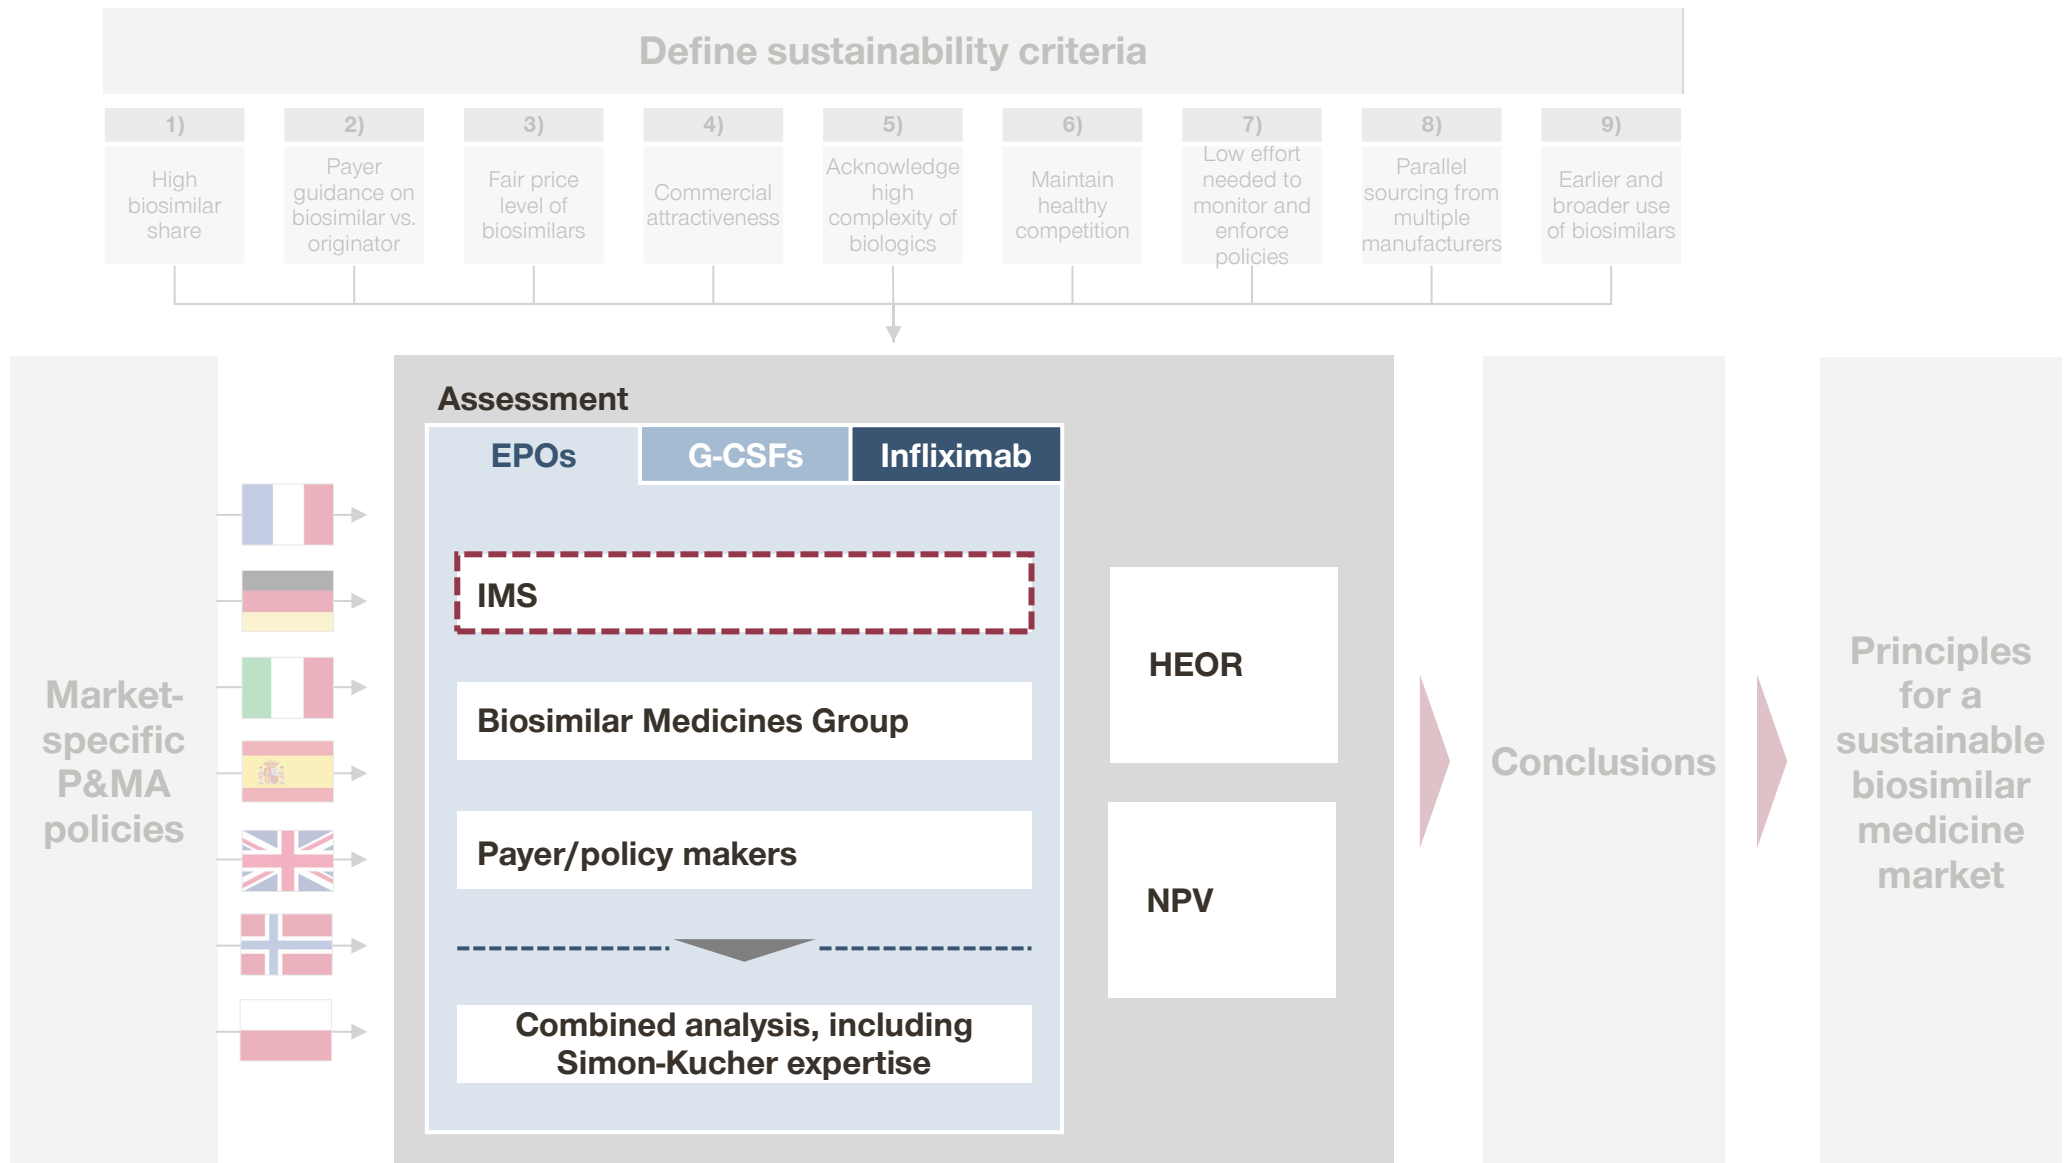 Define sustainability criteria
1)
High
biosimilar
share
2)
Payer
guidance on
biosimilar vs.
originator
3)
Fair price
level of
biosimilars
4)
Commercial
attractiveness
5)
Acknowledge
high
complexity of
biologics
6)
Maintain
healthy
competition
7)
Low effort
needed to
monitor and
enforce
policies
8)
Parallel
sourcing from
multiple
manufacturers
9)
Earlier and
broader use
of biosimilars
Market-
specific
P&MA
policies
Assessment
EPOs
G-CSFs
Infliximab
IMS
Biosimilar Medicines Group
Payer/policy makers
Combined analysis, including
Simon-Kucher expertise
HEOR
NPV
Conclusions
Principles
for a
sustainable
biosimilar
medicine
market